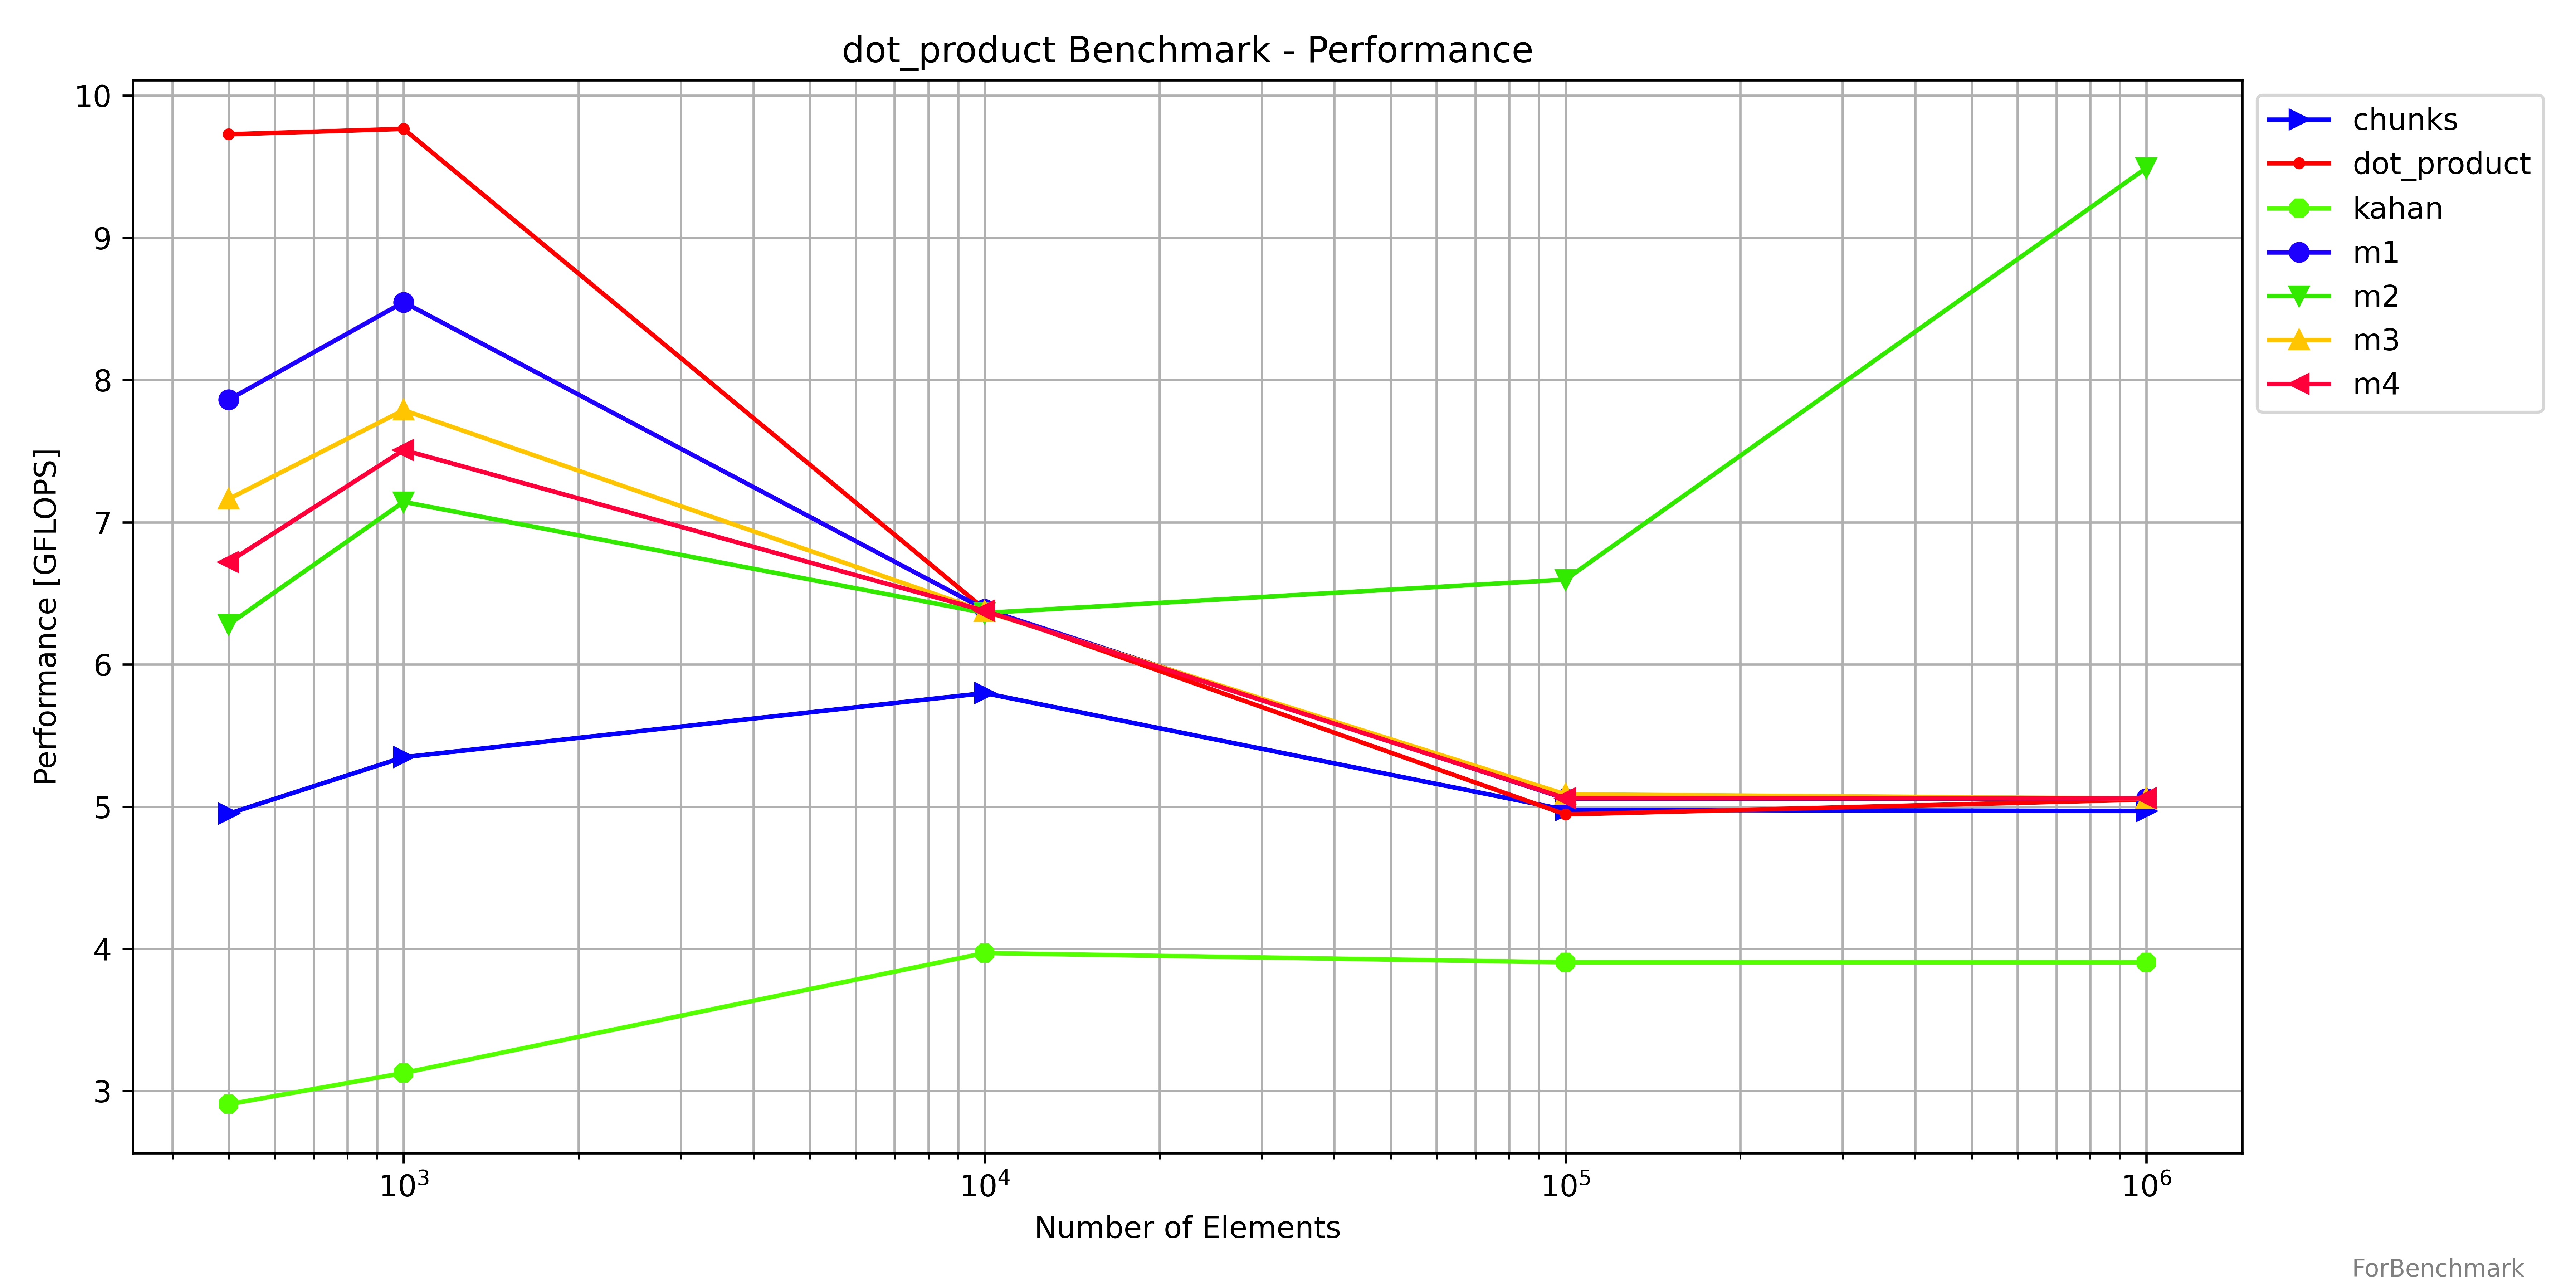 dot_product Benchmark - Performance
10
9
8
7
6
5
4
3
Performance [GFLOPS]
10³
10⁴
10⁵
10⁶
Number of Elements
chunks
dot_product
kahan
m1
m2
m3
m4
ForBenchmark